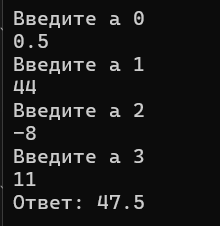 Введите a 0
0.5
Введите a 1
44
Введите a 2
-8
Введите a 3
11
Ответ: 47.5